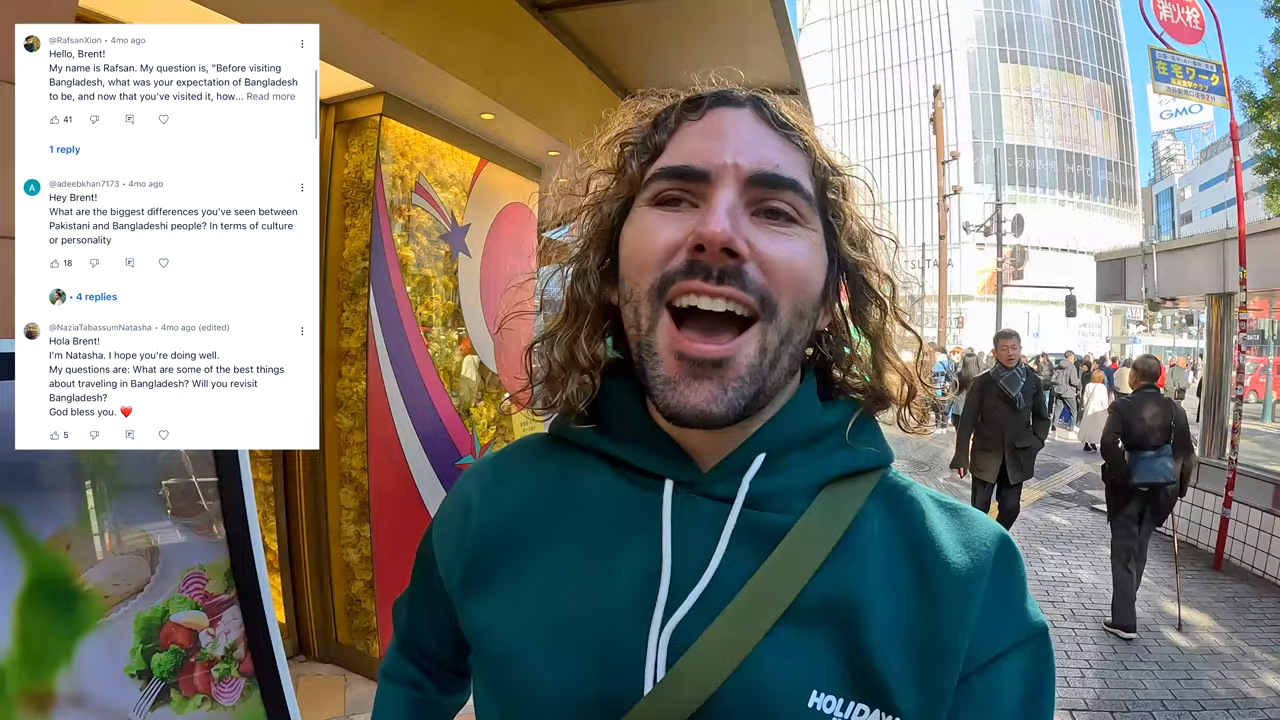 @RafsanXion • 4mo ago
Hello, Brent!
My name is Rafsan. My question is, "Before visiting
Bangladesh, what was your expectation of Bangladesh
to be, and now that you've visited it, how... Read more
41
1 reply
A
@adeebkhan7173 • 4mo ago
Hey Brent!
What are the biggest differences you've seen between
Pakistani and Bangladeshi people? In terms of culture
or personality
18
• 4 replies
@NaziaTabassumNatasha • 4mo ago (edited)
Hola Brent!
I'm Natasha. I hope you're doing well.
My questions are: What are some of the best things
about traveling in Bangladesh? Will you revisit
Bangladesh?
God bless you. ❤️
5
消火栓
在宅ワーク
GMO
HOLIDAY